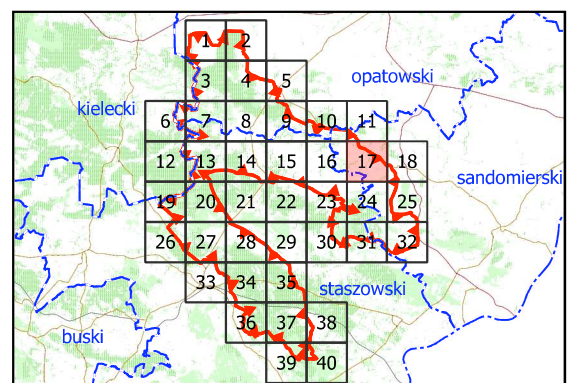 1 2
3 4 5
opatowski
kielecki
6 7 8 9 10 11
12 13 14 15 16 17 18
sandomierski
19 20 21 22 23 24 25
26 27 28 29 30 31 32
33 34 35
staszowski
36 37 38
buski
39 40